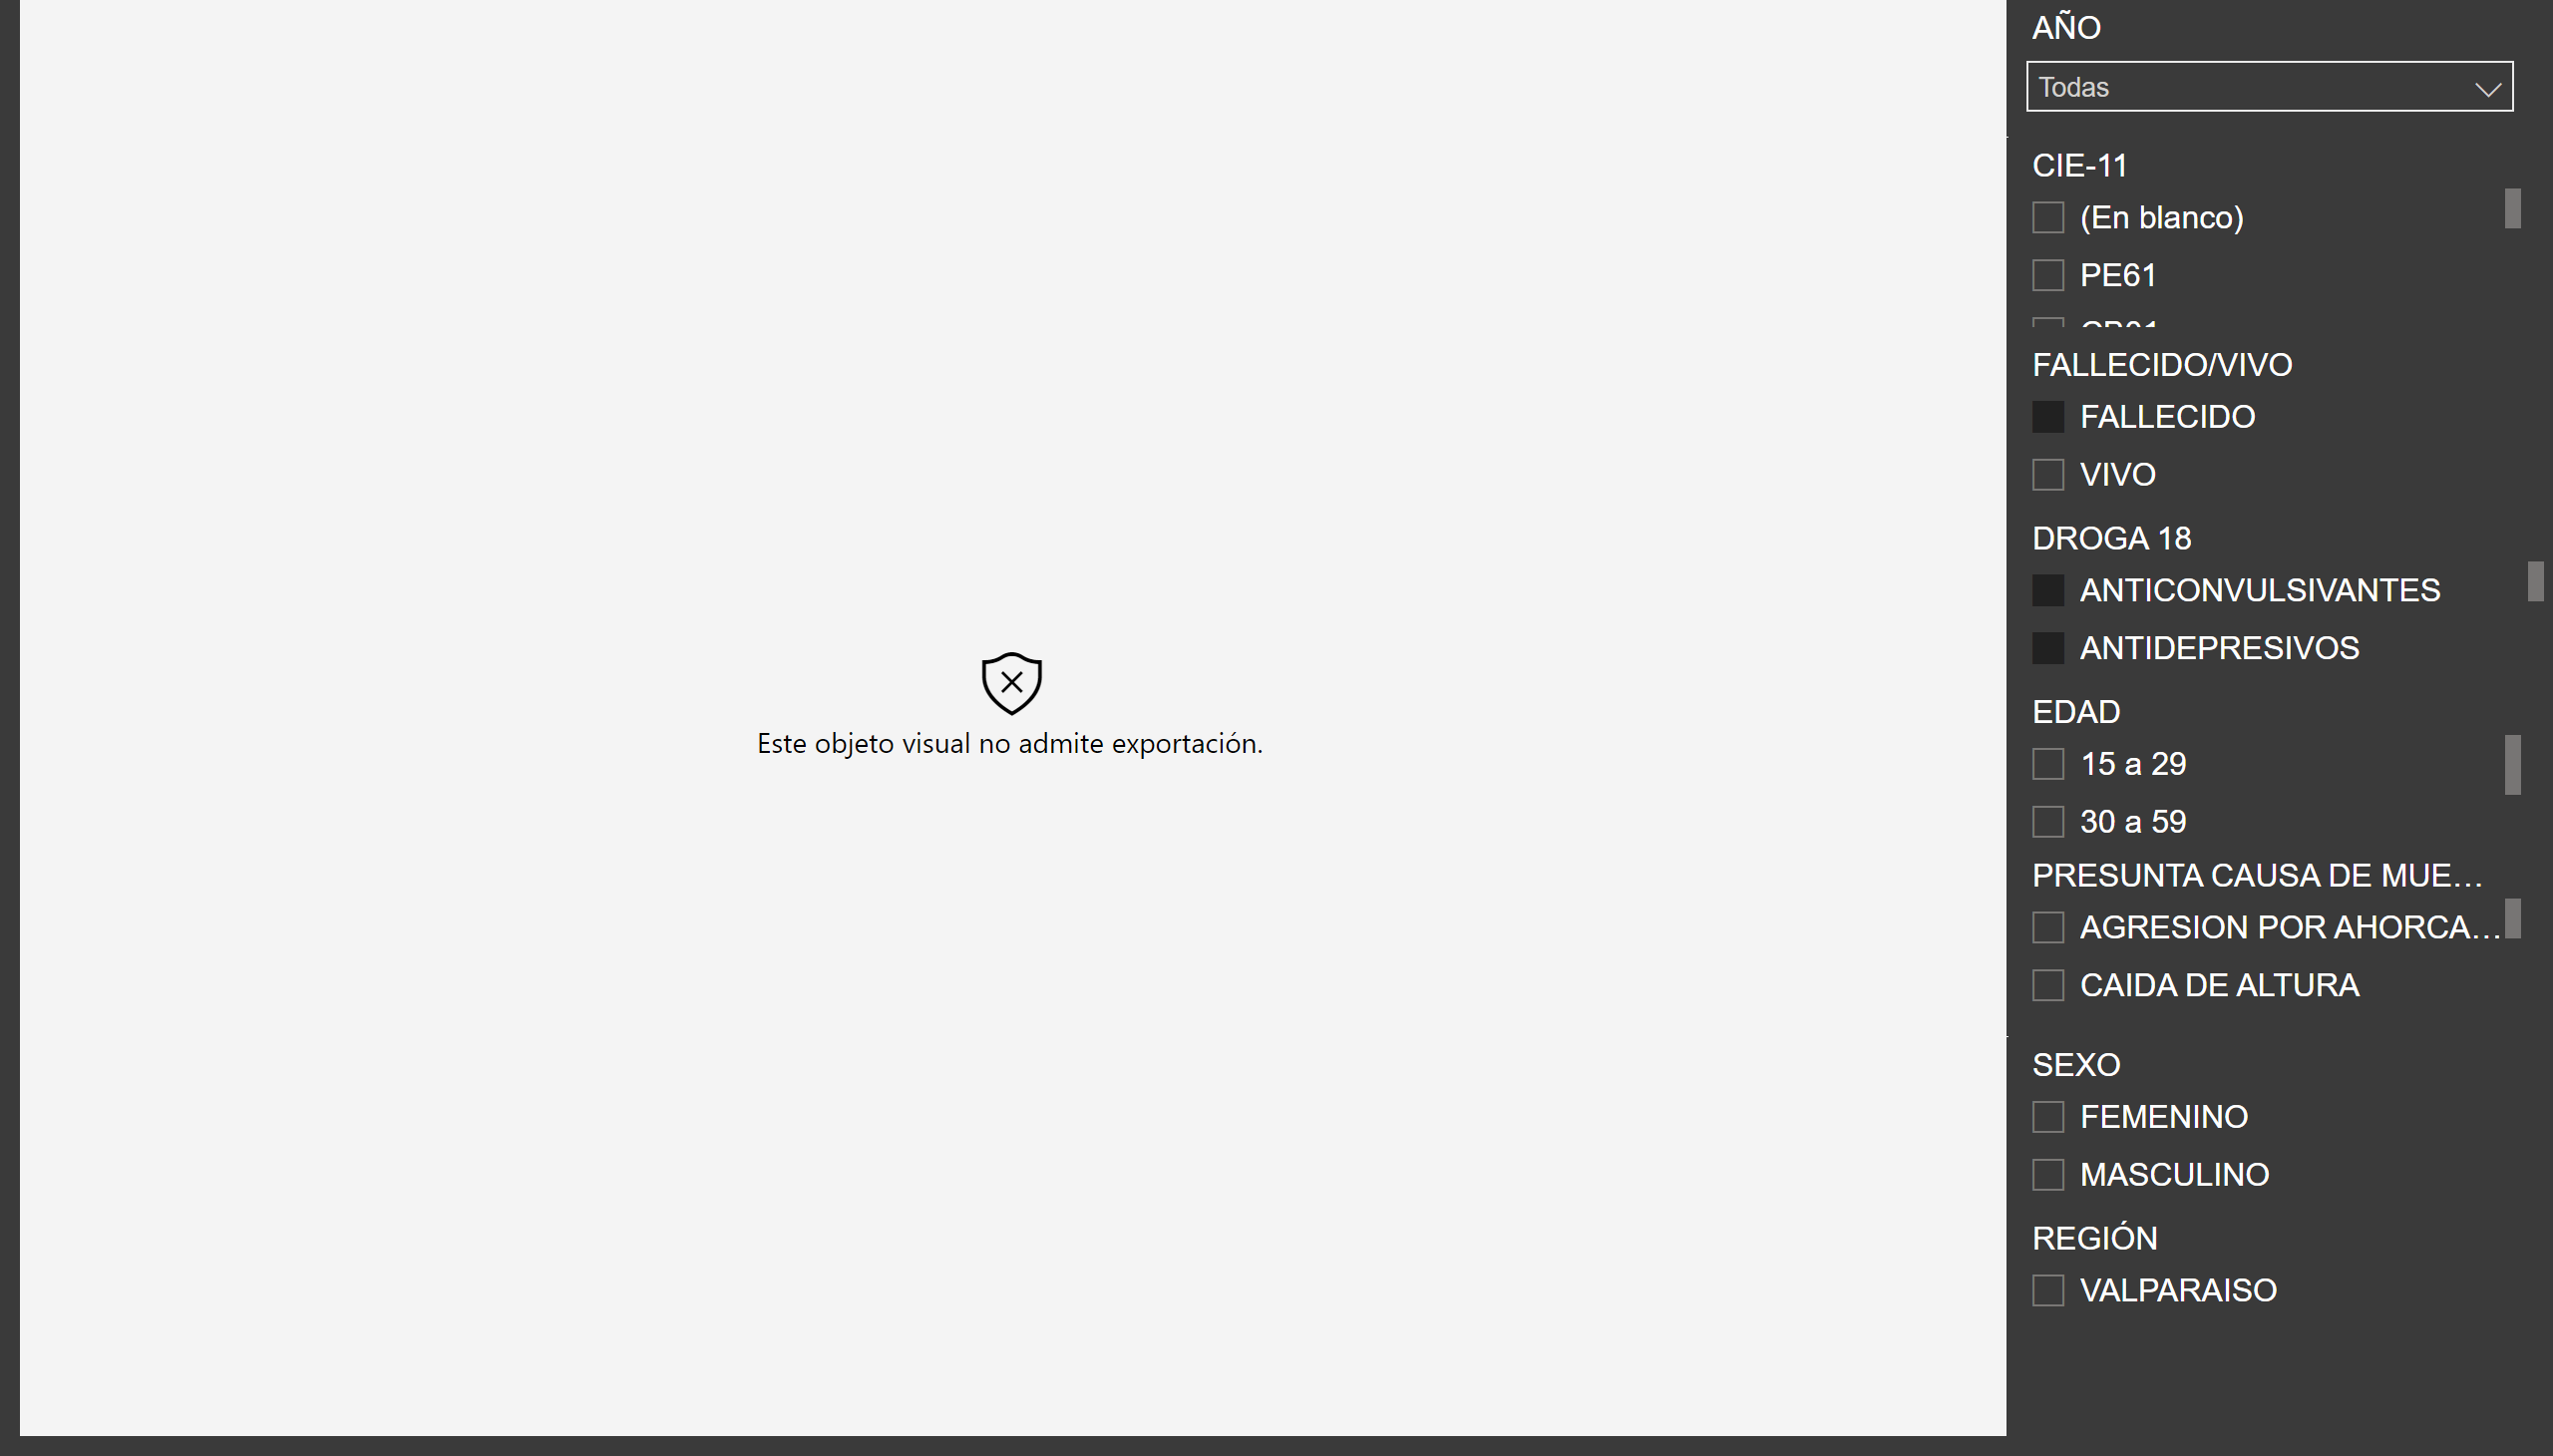 AÑO
Todas
CIE-11
(En blanco)
PE61
FALLECIDO/VIVO
FALLECIDO
VIVO
DROGA 18
ANTICONVULSIVANTES
ANTIDEPRESIVOS
Este objeto visual no admite exportación.
EDAD
15 a 29
30 a 59
PRESUNTA CAUSA DE MUE...
AGRESION POR AHORCA...
CAIDA DE ALTURA
SEXO
FEMENINO
MASCULINO
REGIÓN
VALPARAISO